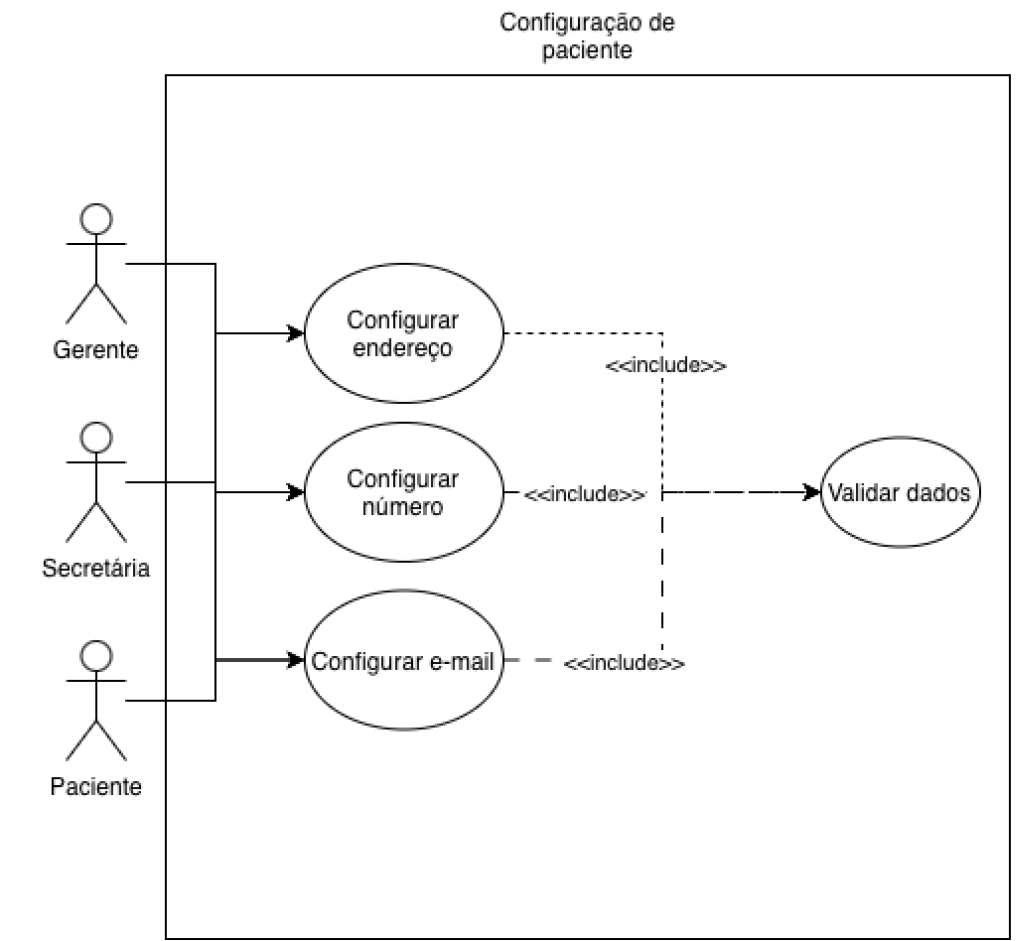 Configuração de
paciente
Gerente
Configurar
endereço
<<include>>
Secretária
Configurar
número
<<include>>
Validar dados
Paciente
Configurar e-mail
<<include>>